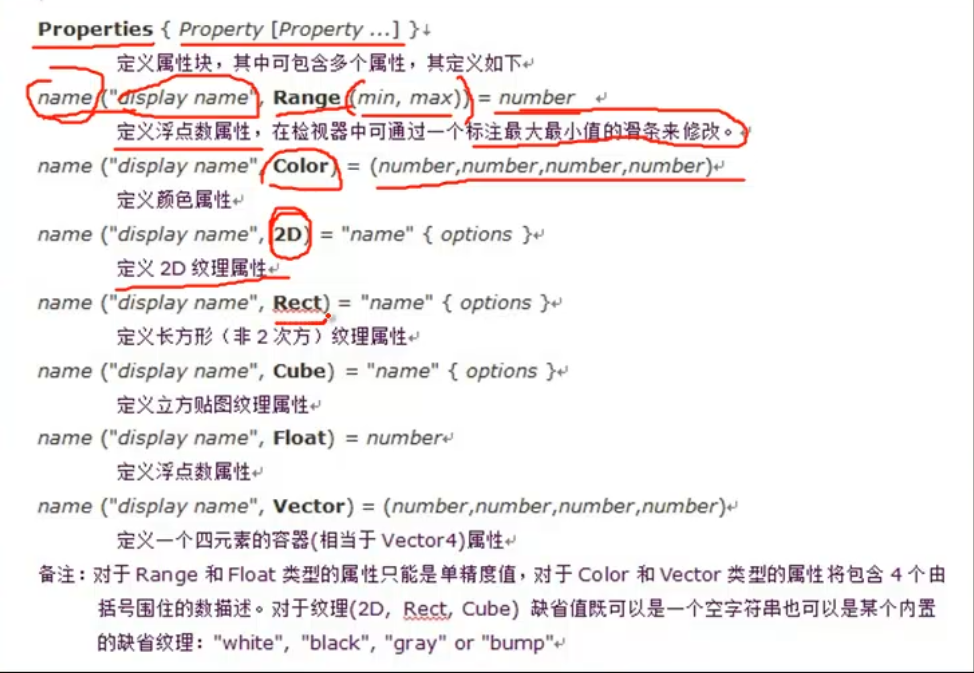 Properties { Property [Property ...] }↓
定义属性块，其中可包含多个属性，其定义如下↵
name ("display name", Range (min, max)) = number ↵
定义浮点数属性，在检视器中可通过一个标注最大最小值的滑条来修改。↵
name ("display name", Color) = (number,number,number,number)↵
定义颜色属性↵
name ("display name", 2D) = "name" { options }↵
定义 2D 纹理属性↵
name ("display name", Rect) = "name" { options }↵
定义长方形（非 2 次方）纹理属性↵
name ("display name", Cube) = "name" { options }↵
定义立方贴图纹理属性↵
name ("display name", Float) = number↵
定义浮点数属性↵
name ("display name", Vector) = (number,number,number,number)↵
定义一个四元素的容器(相当于 Vector4)属性↵
备注：对于 Range 和 Float 类型的属性只能是单精度值，对于 Color 和 Vector 类型的属性将包含 4 个由
括号围住的数描述。对于纹理(2D, Rect, Cube) 缺省值既可以是一个空字符串也可以是某个内置
的缺省纹理："white", "black", "gray" or "bump"↵